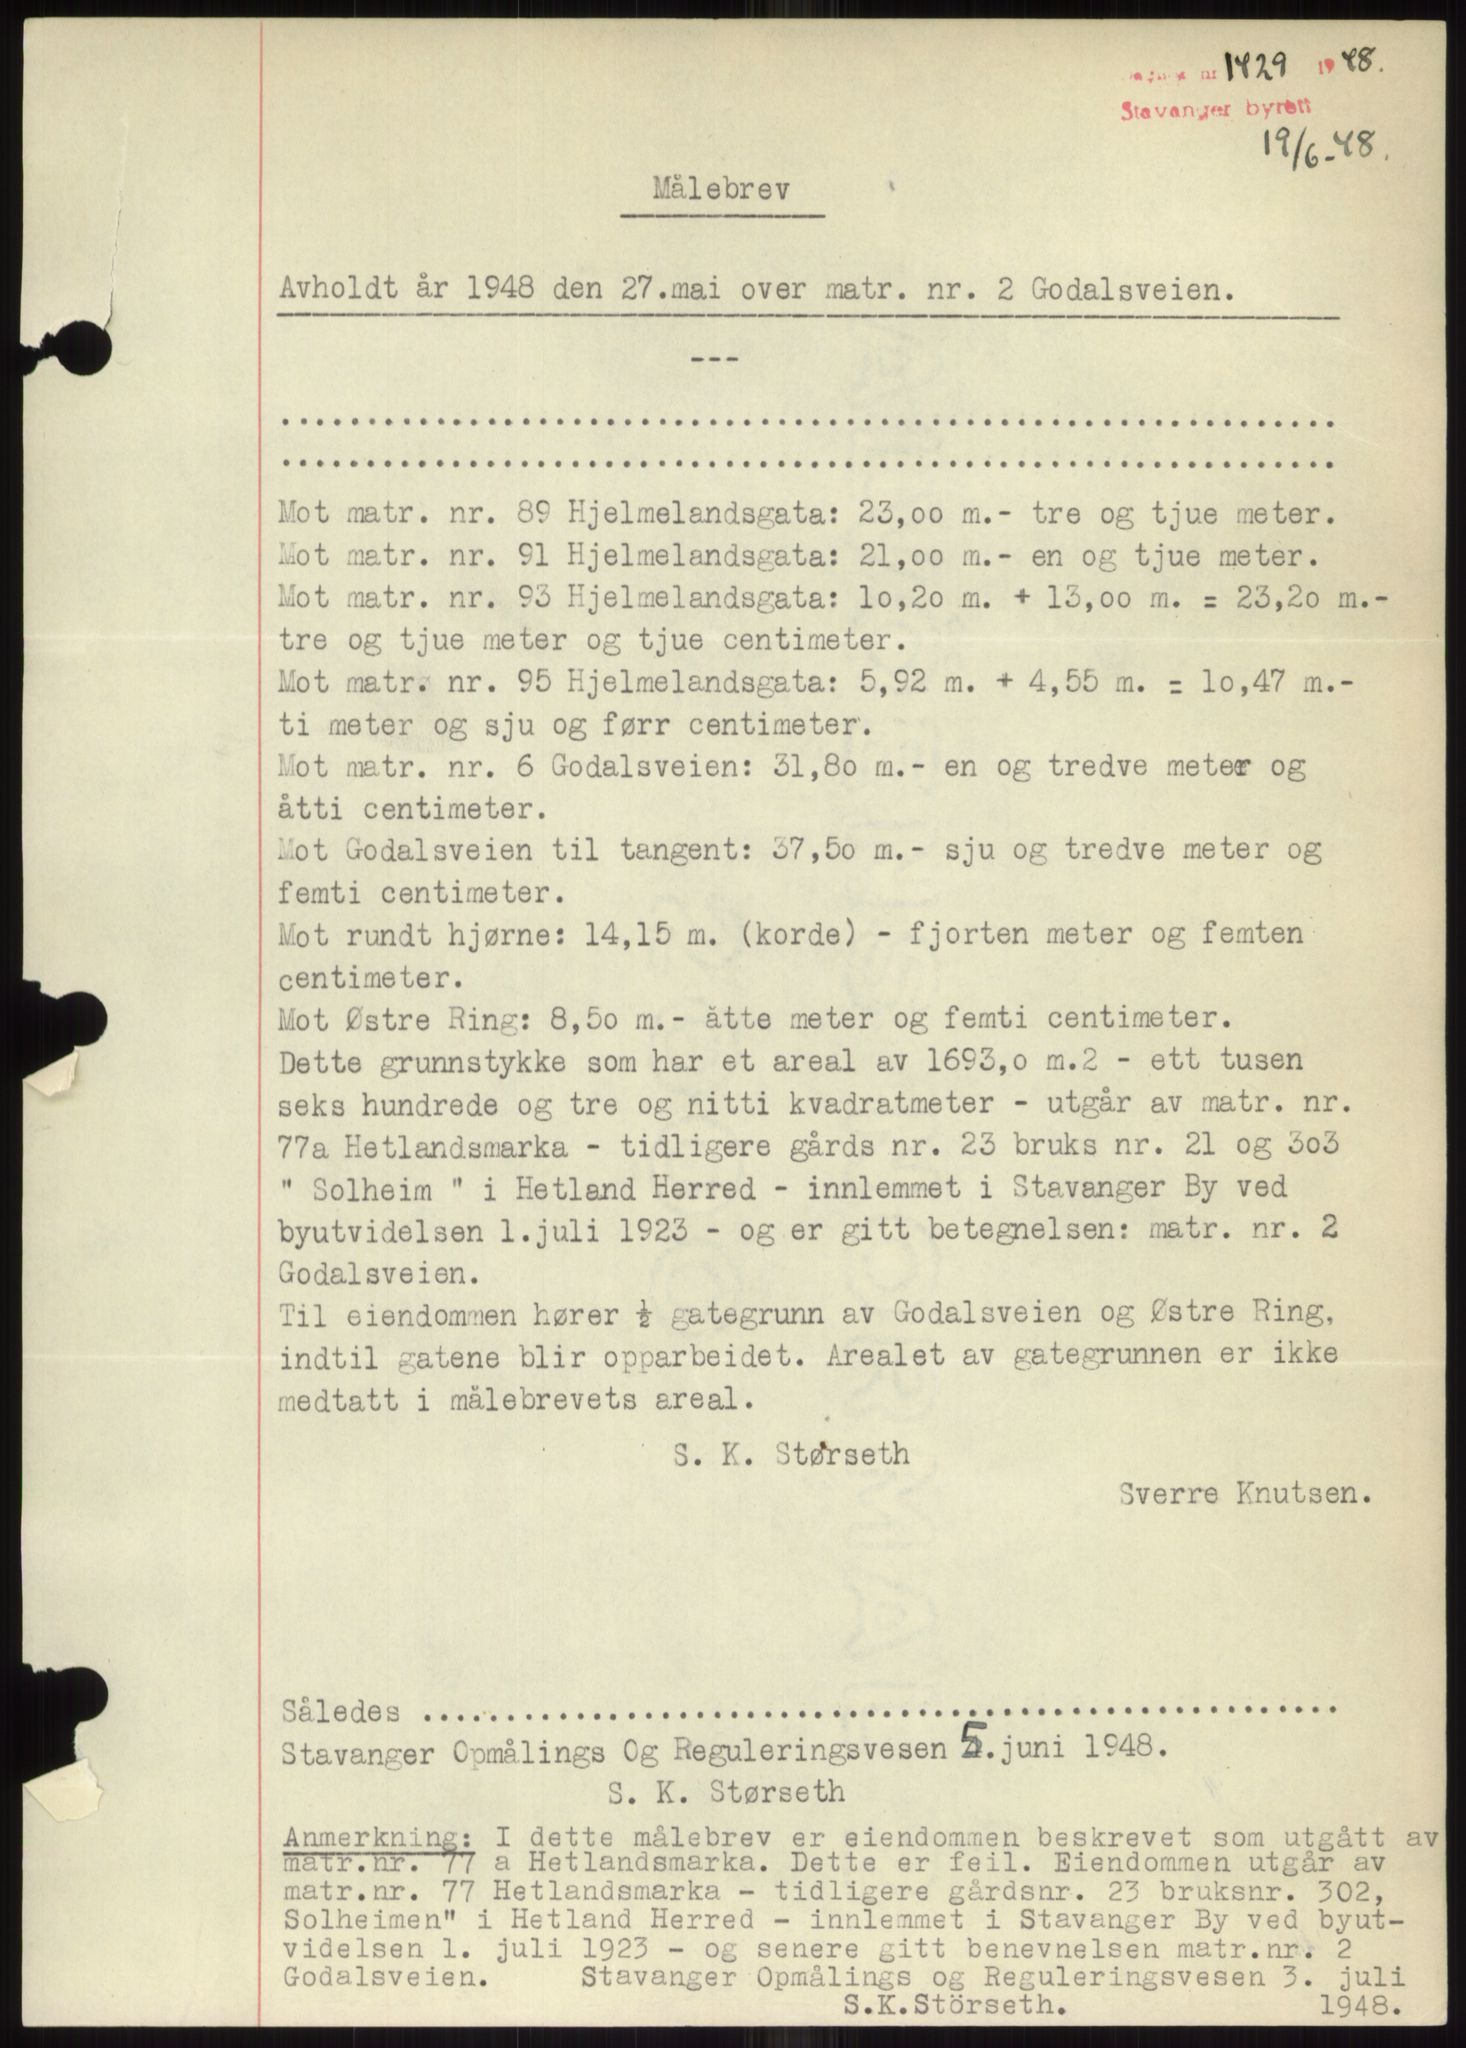 nr 1429 1948.
Stavanger byrett
19/6-48.
Målebrev
Avholdt år 1948 den 27.mai over matr. nr. 2 Godalsveien.
---
..............................................................
..............................................................
Mot matr. nr. 89 Hjelmelandsgata: 23,oo m.- tre og tjue meter.
Mot matr. nr. 91 Hjelmelandsgata: 21,oo m.- en og tjue meter.
Mot matr. nr. 93 Hjelmelandsgata: lo,2o m. + 13,oo m. = 23,2o m.-
tre og tjue meter og tjue centimeter.
Mot matr. nr. 95 Hjelmelandsgata: 5,92 m. + 4,55 m. = lo,47 m.-
ti meter og sju og førr centimeter.
Mot matr. nr. 6 Godalsveien: 31,8o m.- en og tredve meter og
åtti centimeter.
Mot Godalsveien til tangent: 37,5o m.- sju og tredve meter og
femti centimeter.
Mot rundt hjørne: 14,15 m. (korde) - fjorten meter og femten
centimeter.
Mot Østre Ring: 8,5o m.- åtte meter og femti centimeter.
Dette grunnstykke som har et areal av 1693,o m.2 - ett tusen
seks hundrede og tre og nitti kvadratmeter - utgår av matr. nr.
77a Hetlandsmarka - tidligere gårds nr. 23 bruks nr. 21 og 3o3
" Solheim " i Hetland Herred - innlemmet i Stavanger By ved
byutvidelsen 1.juli 1923 - og er gitt betegnelsen: matr. nr. 2
Godalsveien.
Til eiendommen hører ½ gategrunn av Godalsveien og Østre Ring,
indtil gatene blir opparbeidet. Arealet av gategrunnen er ikke
medtatt i målebrevets areal.
S. K. Størseth
Sverre Knutsen.
Således ......................................................
Stavanger Opmålings Og Reguleringsvesen 5.juni 1948.
S. K. Størseth
Anmerkning: I dette målebrev er eiendommen beskrevet som utgått av
matr.nr. 77 a Hetlandsmarka. Dette er feil. Eiendommen utgår av
matr.nr. 77 Hetlandsmarka - tidligere gårdsnr. 23 bruksnr. 302,
Solheimen" i Hetland Herred - innlemmet i Stavanger By ved byut-
videlsen 1. juli 1923 - og senere gitt benevnelsen matr.nr. 2
Godalsveien. Stavanger Opmålings og Reguleringsvesen 3. juli
S.K.Störseth. 1948.